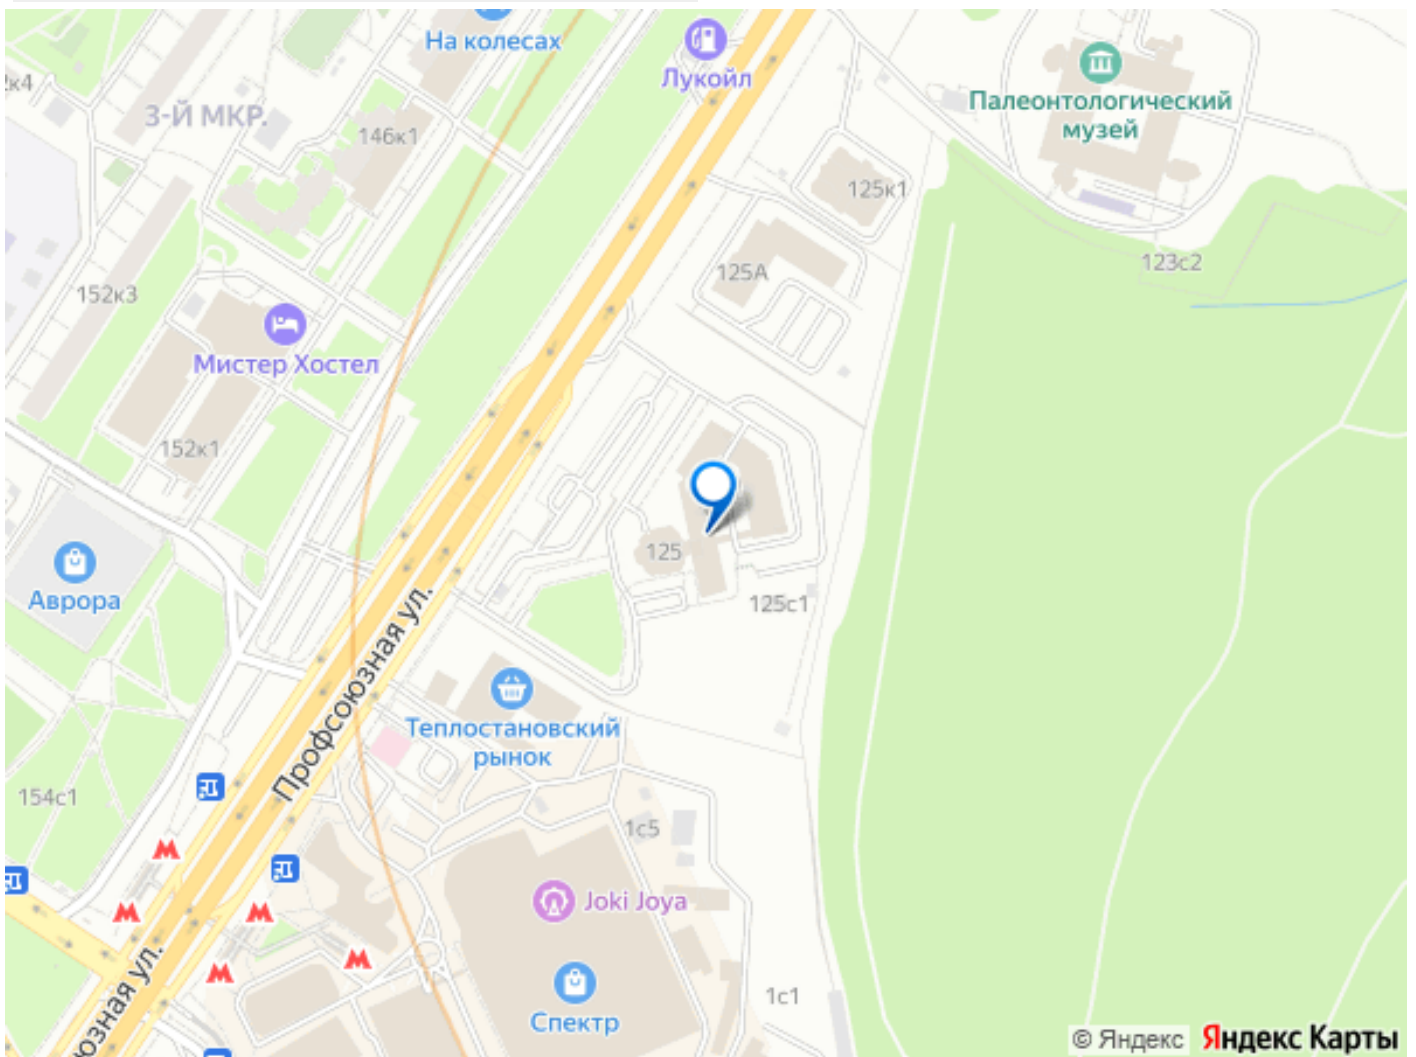 На колесах
Лукойл
Палеонтологический
музей
3-Й МКР.
146к1
125к1
125А
123с2
152к3
Мистер Хостел
152к1
125
125с1
Аврора
Профсоюзная ул.
Теплостановский
рынок
154с1
1с5
Joki Joya
Спектр
1с1
© Яндекс Яндекс Карты